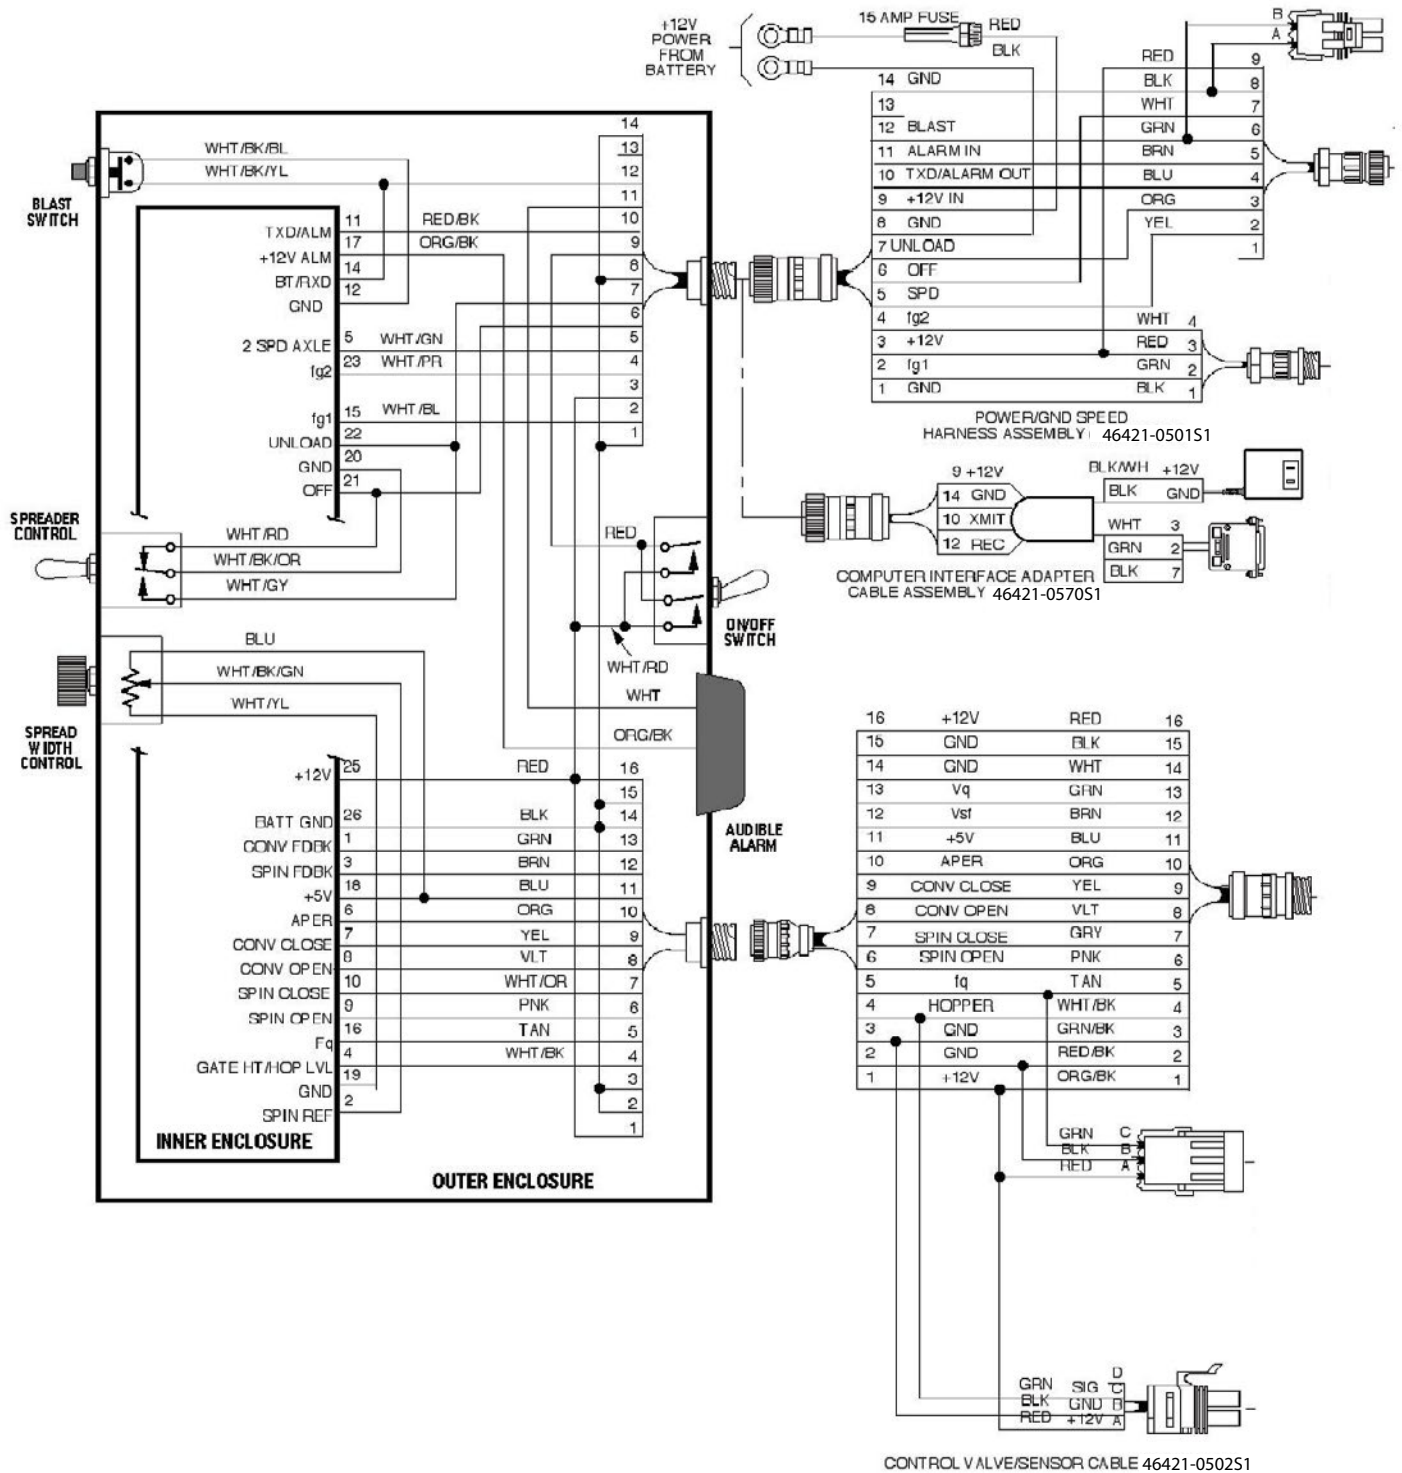 +12V
POWER
FROM
BATTERY
15 AMP FUSE
RED
BLK
B
A
14 GND
13
12 BLAST
11 ALARM IN
10 TXD/ALARM OUT
9 +12V IN
8 GND
7 UNLOAD
6 OFF
5 SPD
4 fg2
3 +12V
2 fg1
1 GND
RED 9
BLK 8
WHT 7
GRN 6
BRN 5
BLU 4
ORG 3
YEL 2
1
WHT 4
RED 3
GRN 2
BLK 1
POWER/GND SPEED
HARNESS ASSEMBLY 46421-0501S1
BLAST
SWITCH
WHT/BK/BL
WHT/BK/YL
14
13
12
11
10
9
8
7
6
5
4
3
2
1
TXD/ALM 11 RED/BK
+12V ALM 17 ORG/BK
BT/RXD 14
GND 12
2 SPD AXLE 5 WHT/GN
fg2 23 WHT/PR
fg1 15 WHT/BL
UNLOAD 22
GND 20
OFF 21
SPREADER
CONTROL
WHT/RD
WHT/BK/OR
WHT/GY
RED
ON/OFF
SWITCH
WHT/RD
9 +12V
14 GND
10 XMIT
12 REC
BLK/WH +12V
BLK GND
WHT 3
GRN 2
BLK 7
COMPUTER INTERFACE ADAPTER
CABLE ASSEMBLY 46421-0570S1
BLU
WHT/BK/GN
WHT/YL
SPREAD
WIDTH
CONTROL
WHT
ORG/BK
AUDIBLE
ALARM
+12V 25 RED 16
15
BATT GND 26 BLK 14
CONV FDBK 1 GRN 13
SPIN FDBK 3 BRN 12
+5V 18 BLU 11
APER 6 ORG 10
CONV CLOSE 7 YEL 9
CONV OPEN 8 VLT 8
SPIN CLOSE 10 WHT/OR 7
SPIN OPEN 9 PNK 6
Fq 16 TAN 5
GATE HT/HOP LVL 4 WHT/BK 4
GND 19 3
SPIN REF 2 2
1
INNER ENCLOSURE
OUTER ENCLOSURE
16 +12V RED 16
15 GND BLK 15
14 GND WHT 14
13 Vq GRN 13
12 Vsf BRN 12
11 +5V BLU 11
10 APER ORG 10
9 CONV CLOSE YEL 9
8 CONV OPEN VLT 8
7 SPIN CLOSE GRY 7
6 SPIN OPEN PNK 6
5 fq TAN 5
4 HOPPER WHT/BK 4
3 GND GRN/BK 3
2 GND RED/BK 2
1 +12V ORG/BK 1
GRN C
BLK B
RED A
D
GRN SIG C
BLK GND B
RED +12V A
CONTROL VALVE/SENSOR CABLE 46421-0502S1